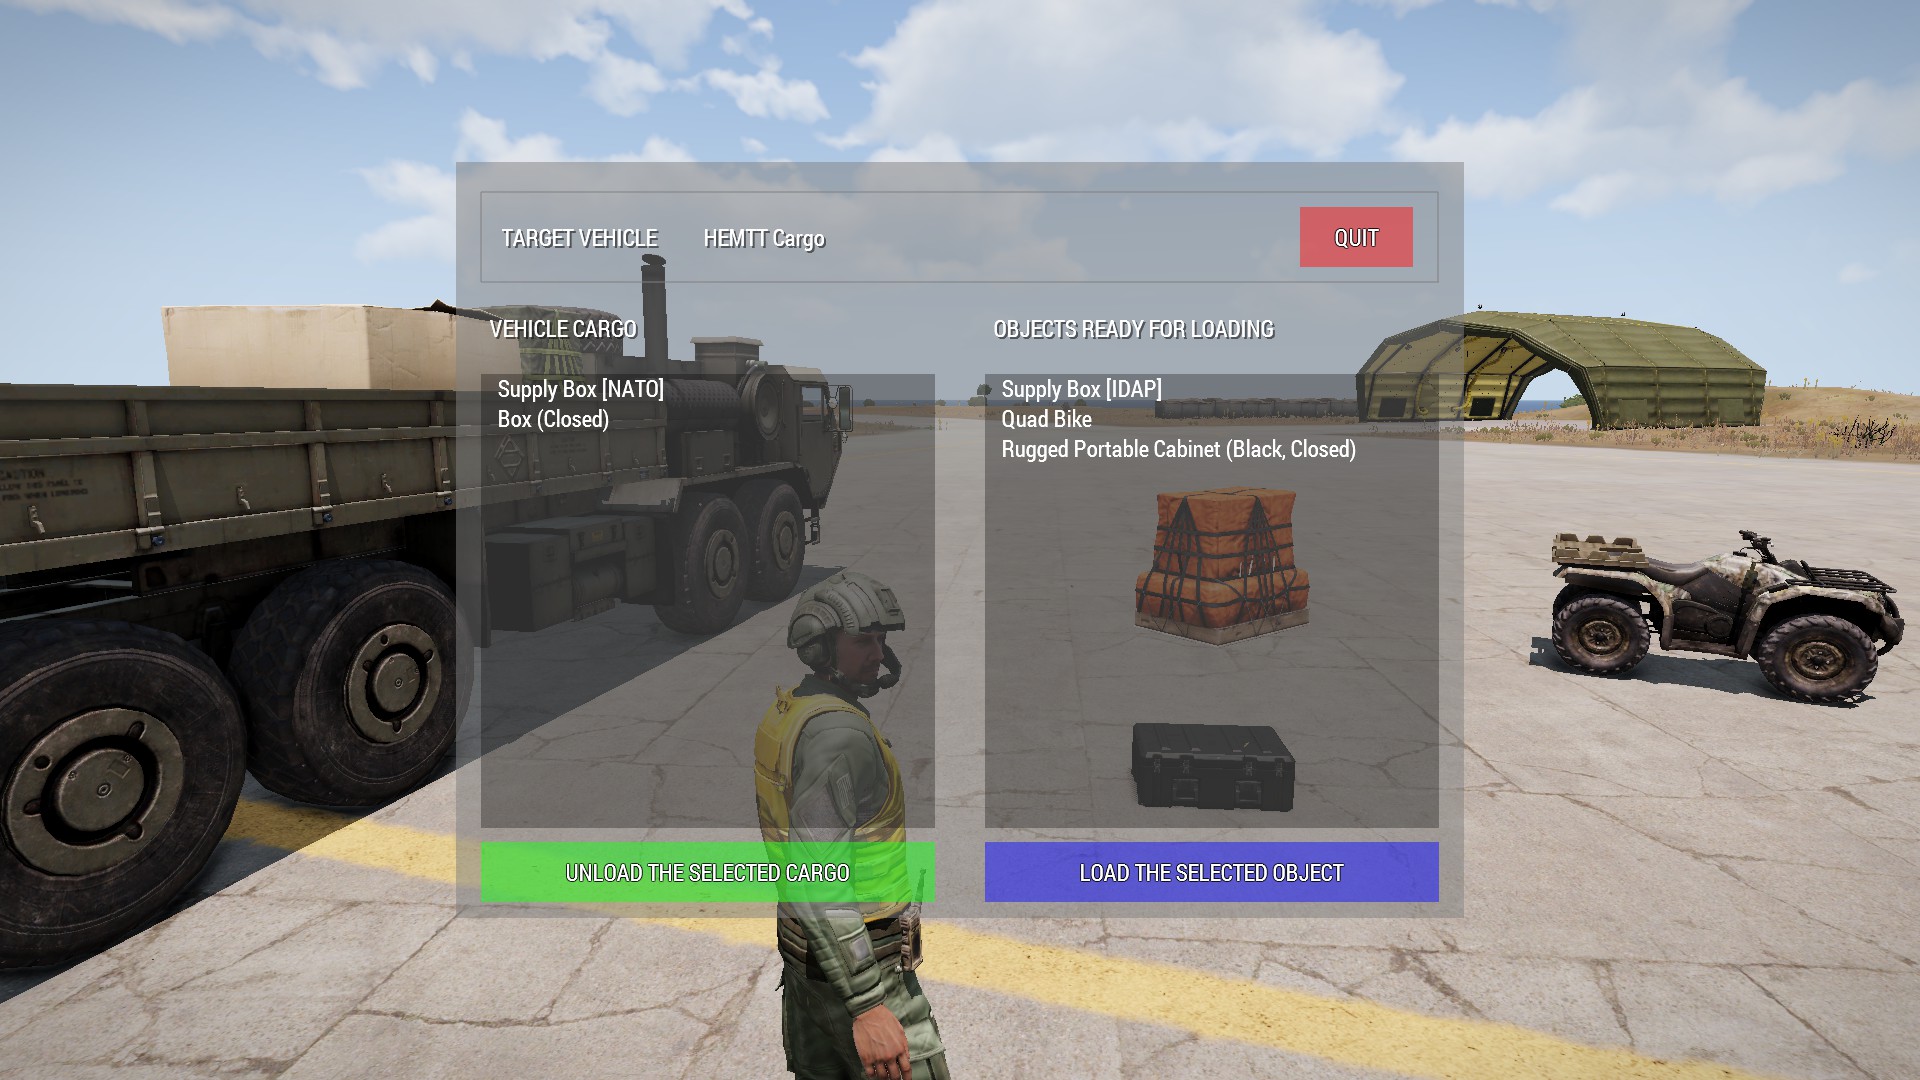 TARGET VEHICLE HEMTT Cargo QUIT
VEHICLE CARGO
Supply Box [NATO]
Box (Closed)
UNLOAD THE SELECTED CARGO
OBJECTS READY FOR LOADING
Supply Box [IDAP]
Quad Bike
Rugged Portable Cabinet (Black, Closed)
LOAD THE SELECTED OBJECT
CAUTION